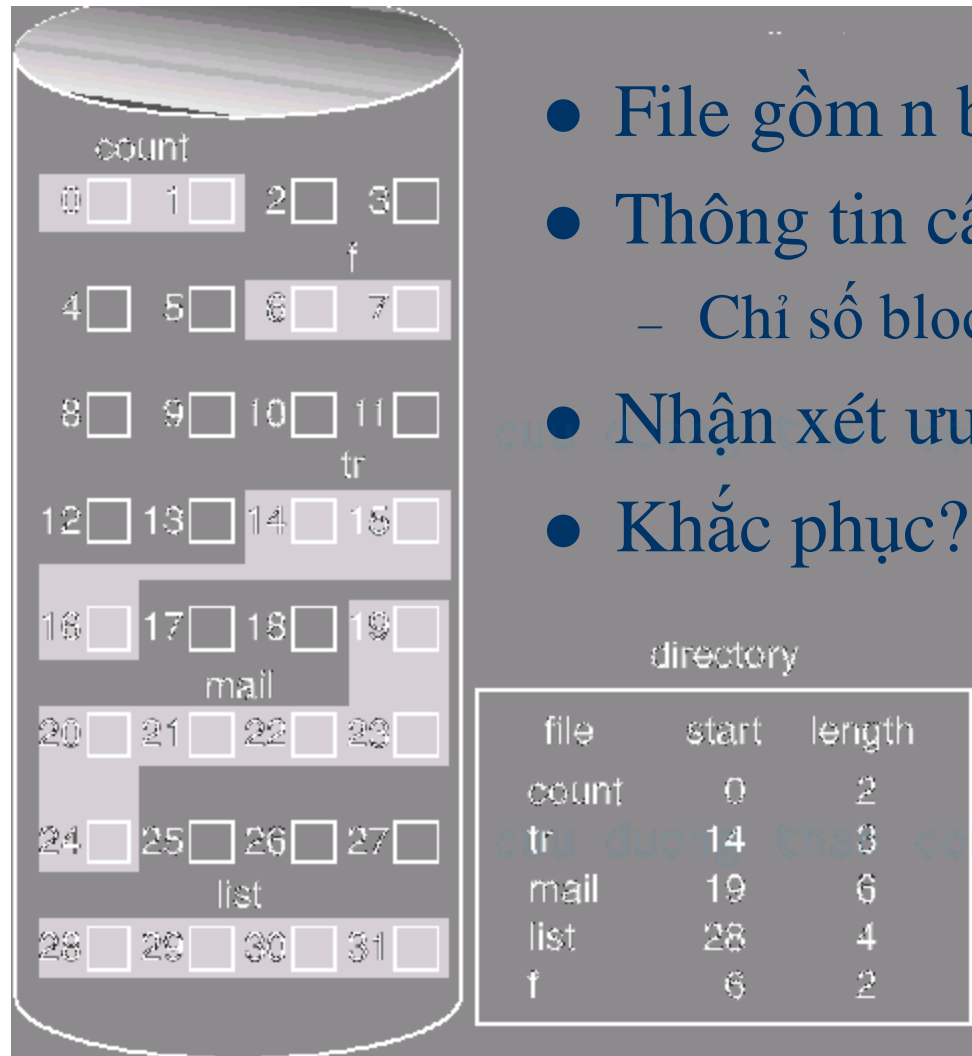 count
0 1 2 3
f
4 5 6 7
8 9 10 11
tr
12 13 14 15
16 17 18 19
mail
20 21 22 23
24 25 26 27
list
28 29 30 31
● File gồm n b
● Thông tin cầ
– Chỉ số bloc
● Nhận xét ưu
● Khắc phục?
directory
file start length
count 0 2
tr 14 3
mail 19 6
list 28 4
f 6 2